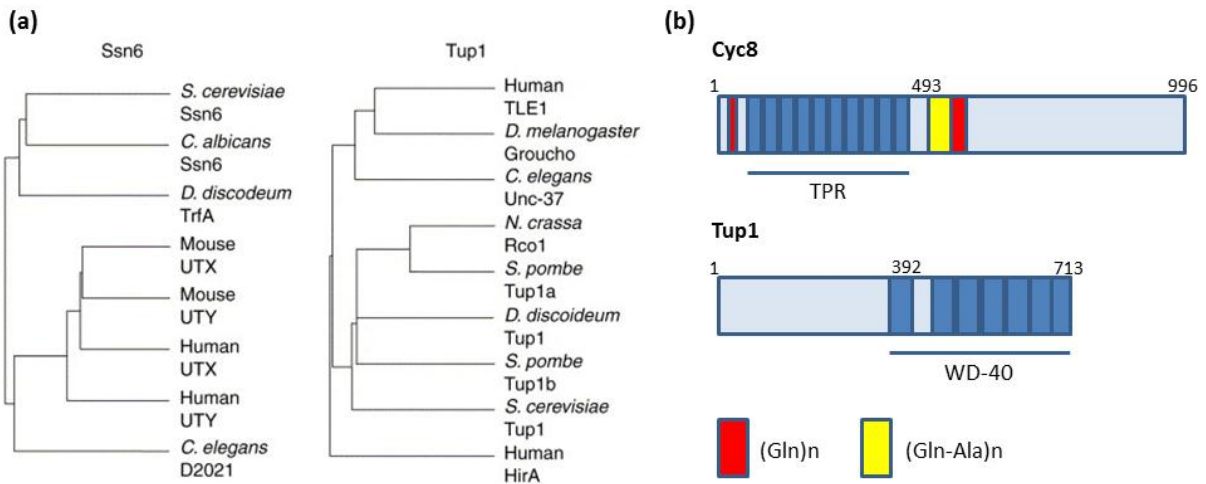 (a)
Ssn6
S. cerevisiae
Ssn6
C. albicans
Ssn6
D. discodeum
TrfA
Mouse
UTX
Mouse
UTY
Human
UTX
Human
UTY
C. elegans
D2021
Tup1
Human
TLE1
D. melanogaster
Groucho
C. elegans
Unc-37
N. crassa
Rco1
S. pombe
Tup1a
D. discoideum
Tup1
S. pombe
Tup1b
S. cerevisiae
Tup1
Human
HirA
(b)
Cyc8
1 493 996
TPR
Tup1
1 392 713
WD-40
(Gln)n (Gln-Ala)n